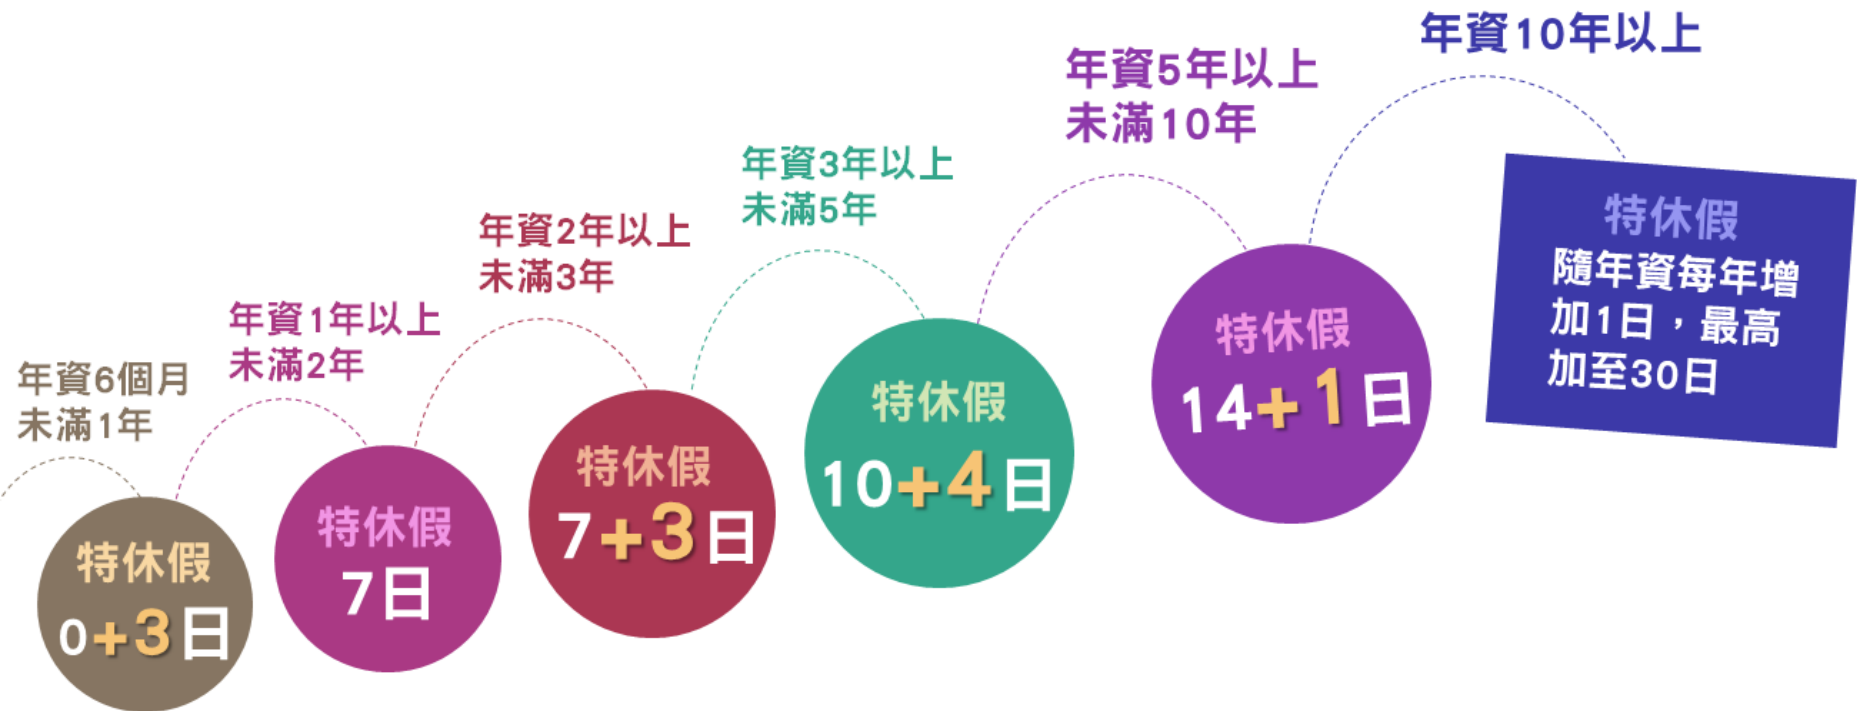 年資6個月
未滿1年
特休假
0+3日
年資1年以上
未滿2年
特休假
7日
年資2年以上
未滿3年
特休假
7+3日
年資3年以上
未滿5年
特休假
10+4日
年資5年以上
未滿10年
特休假
14+1日
年資10年以上
特休假
隨年資每年增
加1日，最高
加至30日